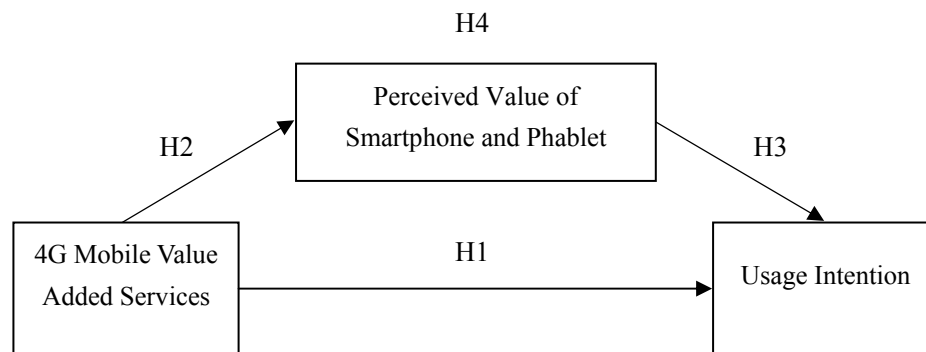 H4
Perceived Value of
Smartphone and Phablet
H2
H3
4G Mobile Value
Added Services
H1
Usage Intention